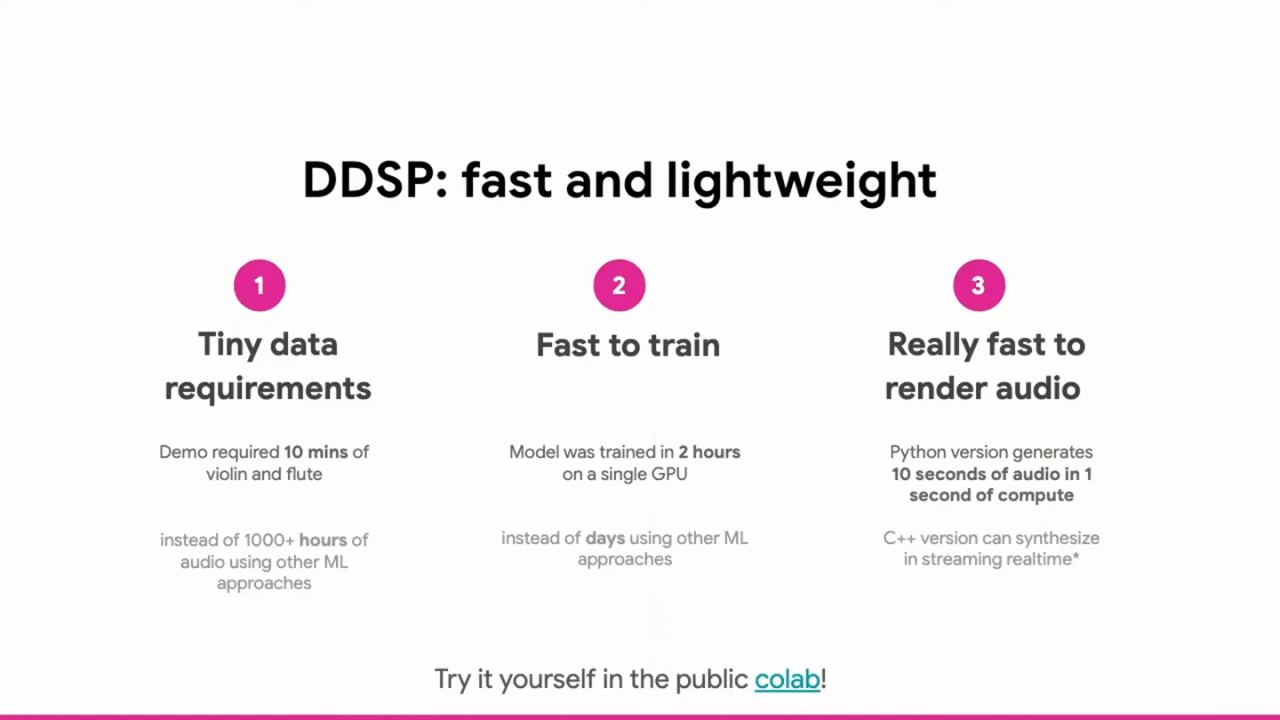 DDSP: fast and lightweight
1
Tiny data
requirements
Demo required 10 mins of
violin and flute
instead of 1000+ hours of
audio using other ML
approaches
2
Fast to train
Model was trained in 2 hours
on a single GPU
instead of days using other ML
approaches
3
Really fast to
render audio
Python version generates
10 seconds of audio in 1
second of compute
C++ version can synthesize
in streaming realtime*
Try it yourself in the public colab!